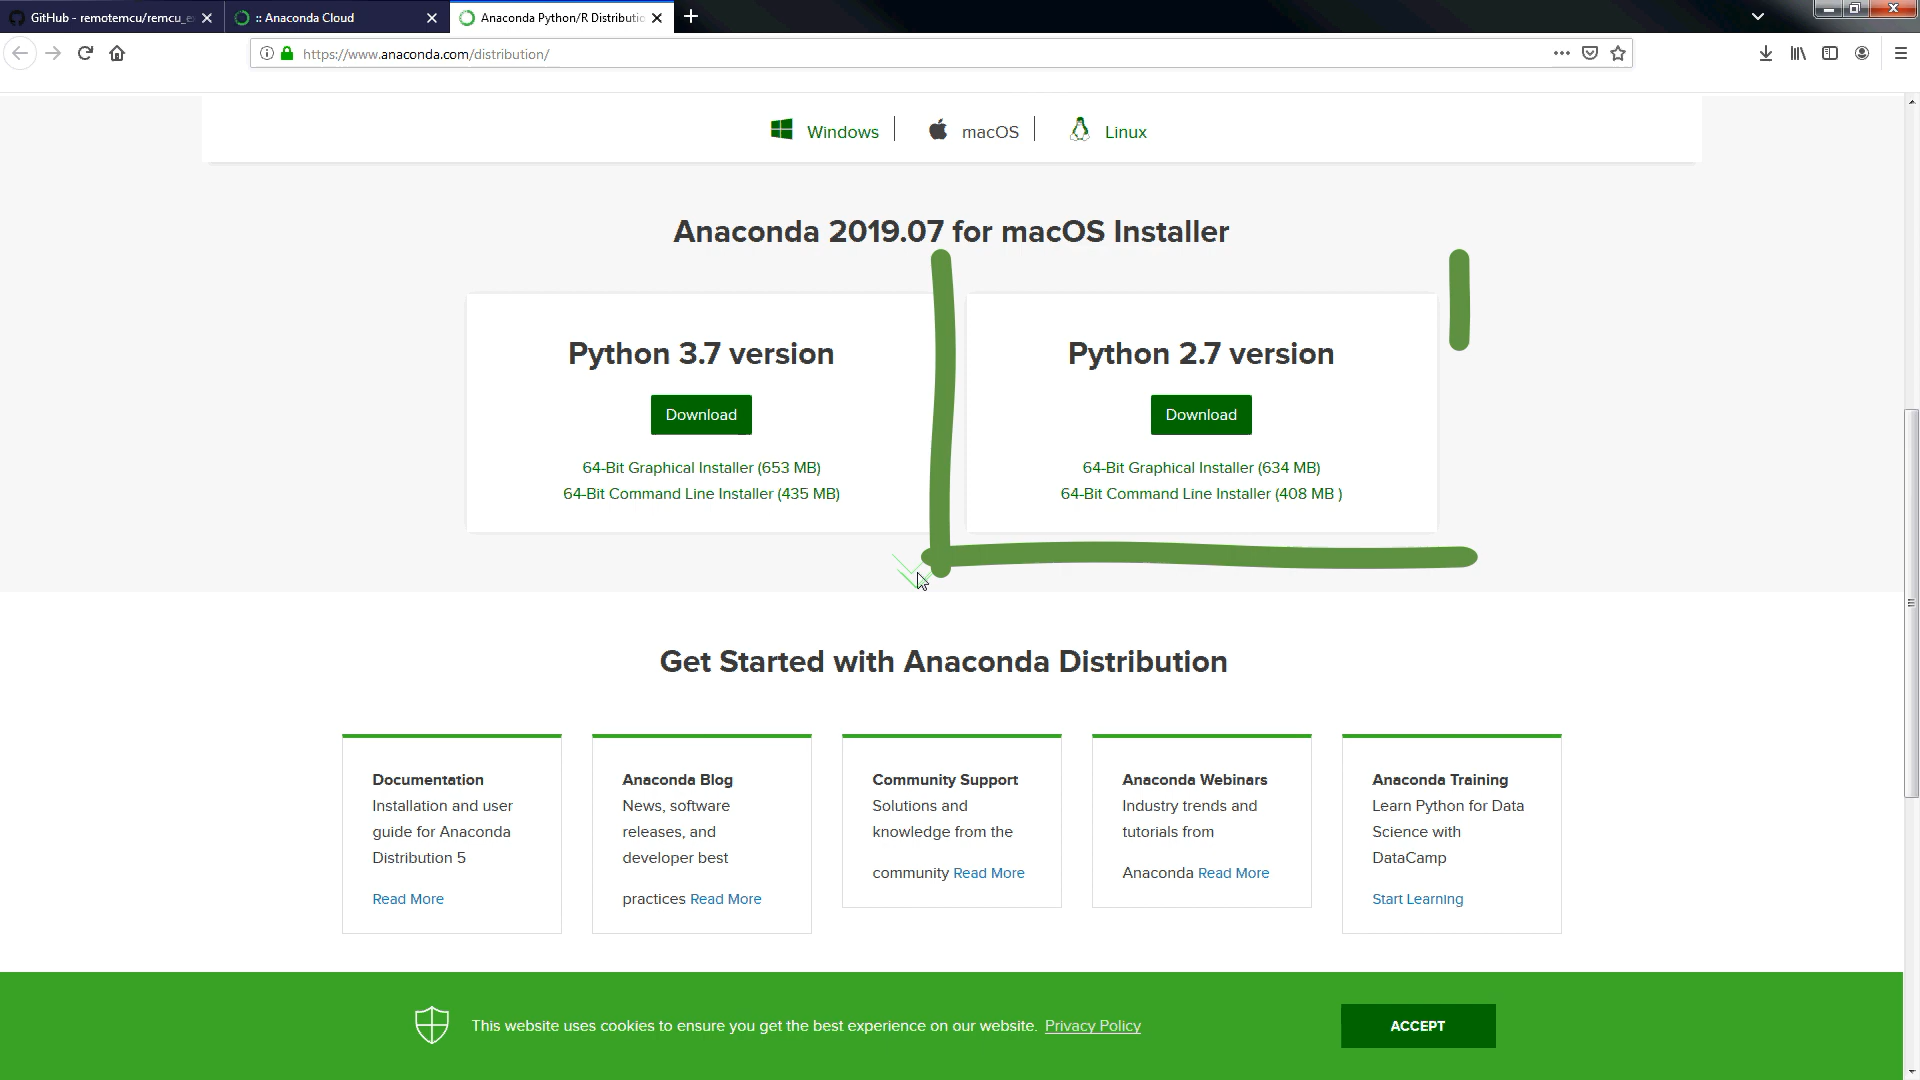 GitHub - remotemcu/remcu_e
:: Anaconda Cloud
Anaconda Python/R Distributio
https://www.anaconda.com/distribution/
Windows
macOS
Linux
Anaconda 2019.07 for macOS Installer
Python 3.7 version
Download
64-Bit Graphical Installer (653 MB)
64-Bit Command Line Installer (435 MB)
Python 2.7 version
Download
64-Bit Graphical Installer (634 MB)
64-Bit Command Line Installer (408 MB )
Get Started with Anaconda Distribution
Documentation
Installation and user
guide for Anaconda
Distribution 5
Read More
Anaconda Blog
News, software
releases, and
developer best
practices Read More
Community Support
Solutions and
knowledge from the
community Read More
Anaconda Webinars
Industry trends and
tutorials from
Anaconda Read More
Anaconda Training
Learn Python for Data
Science with
DataCamp
Start Learning
This website uses cookies to ensure you get the best experience on our website. Privacy Policy
ACCEPT